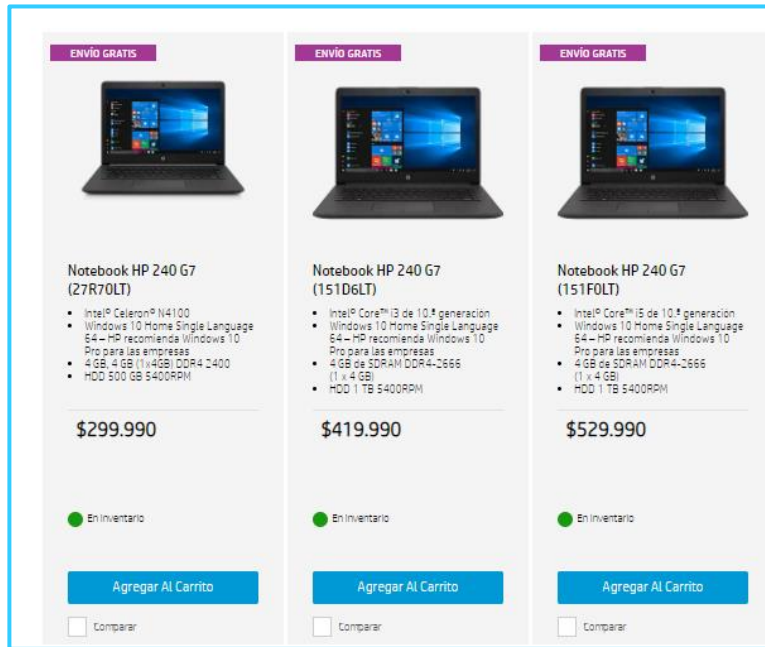 ENVÍO GRATIS
Notebook HP 240 G7
(27R70LT)
Intel® Celeron® N4100
Windows 10 Home Single Language
64 – HP recomienda Windows 10
Pro para las empresas
4 GB, 4 GB (1x4GB) DDR4 2400
HDD 500 GB 5400RPM
$299.990
En Inventario
Agregar Al Carrito
Comparar
ENVÍO GRATIS
Notebook HP 240 G7
(151D6LT)
Intel® Core™ i3 de 10.ª generación
Windows 10 Home Single Language
64 – HP recomienda Windows 10
Pro para las empresas
4 GB de SDRAM DDR4-2666
(1 x 4 GB)
HDD 1 TB 5400RPM
$419.990
En Inventario
Agregar Al Carrito
Comparar
ENVÍO GRATIS
Notebook HP 240 G7
(151F0LT)
Intel® Core™ i5 de 10.ª generación
Windows 10 Home Single Language
64 – HP recomienda Windows 10
Pro para las empresas
4 GB de SDRAM DDR4-2666
(1 x 4 GB)
HDD 1 TB 5400RPM
$529.990
En Inventario
Agregar Al Carrito
Comparar